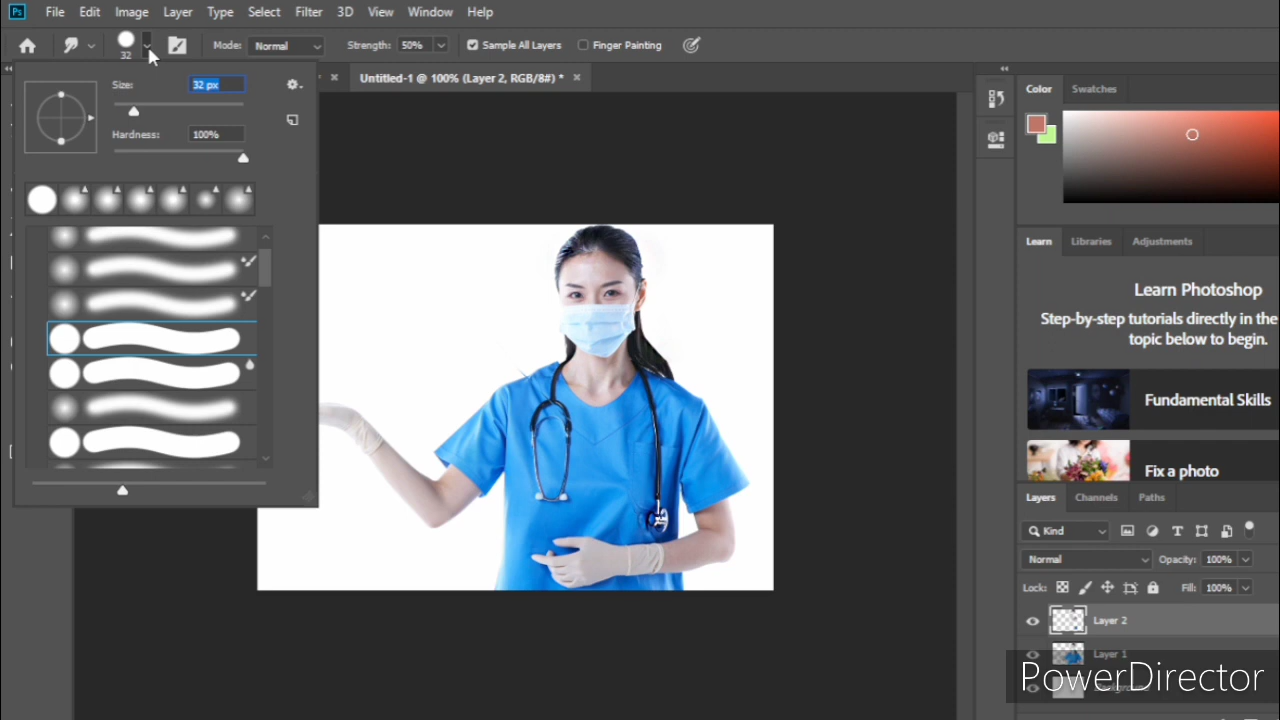 Ps File Edit Image Layer Type Select Filter 3D View Window Help
32 Mode: Normal Strength: 50% Sample All Layers Finger Painting
Untitled-1 @ 100% (Layer 2, RGB/8#) *
Size: 32 px
Hardness: 100%
Color Swatches
Learn Libraries Adjustments
Learn Photoshop
Step-by-step tutorials directly in the
topic below to begin.
Fundamental Skills
Fix a photo
Layers Channels Paths
Kind
Normal Opacity: 100%
Lock: Fill: 100%
Layer 2
Layer 1
PowerDirector